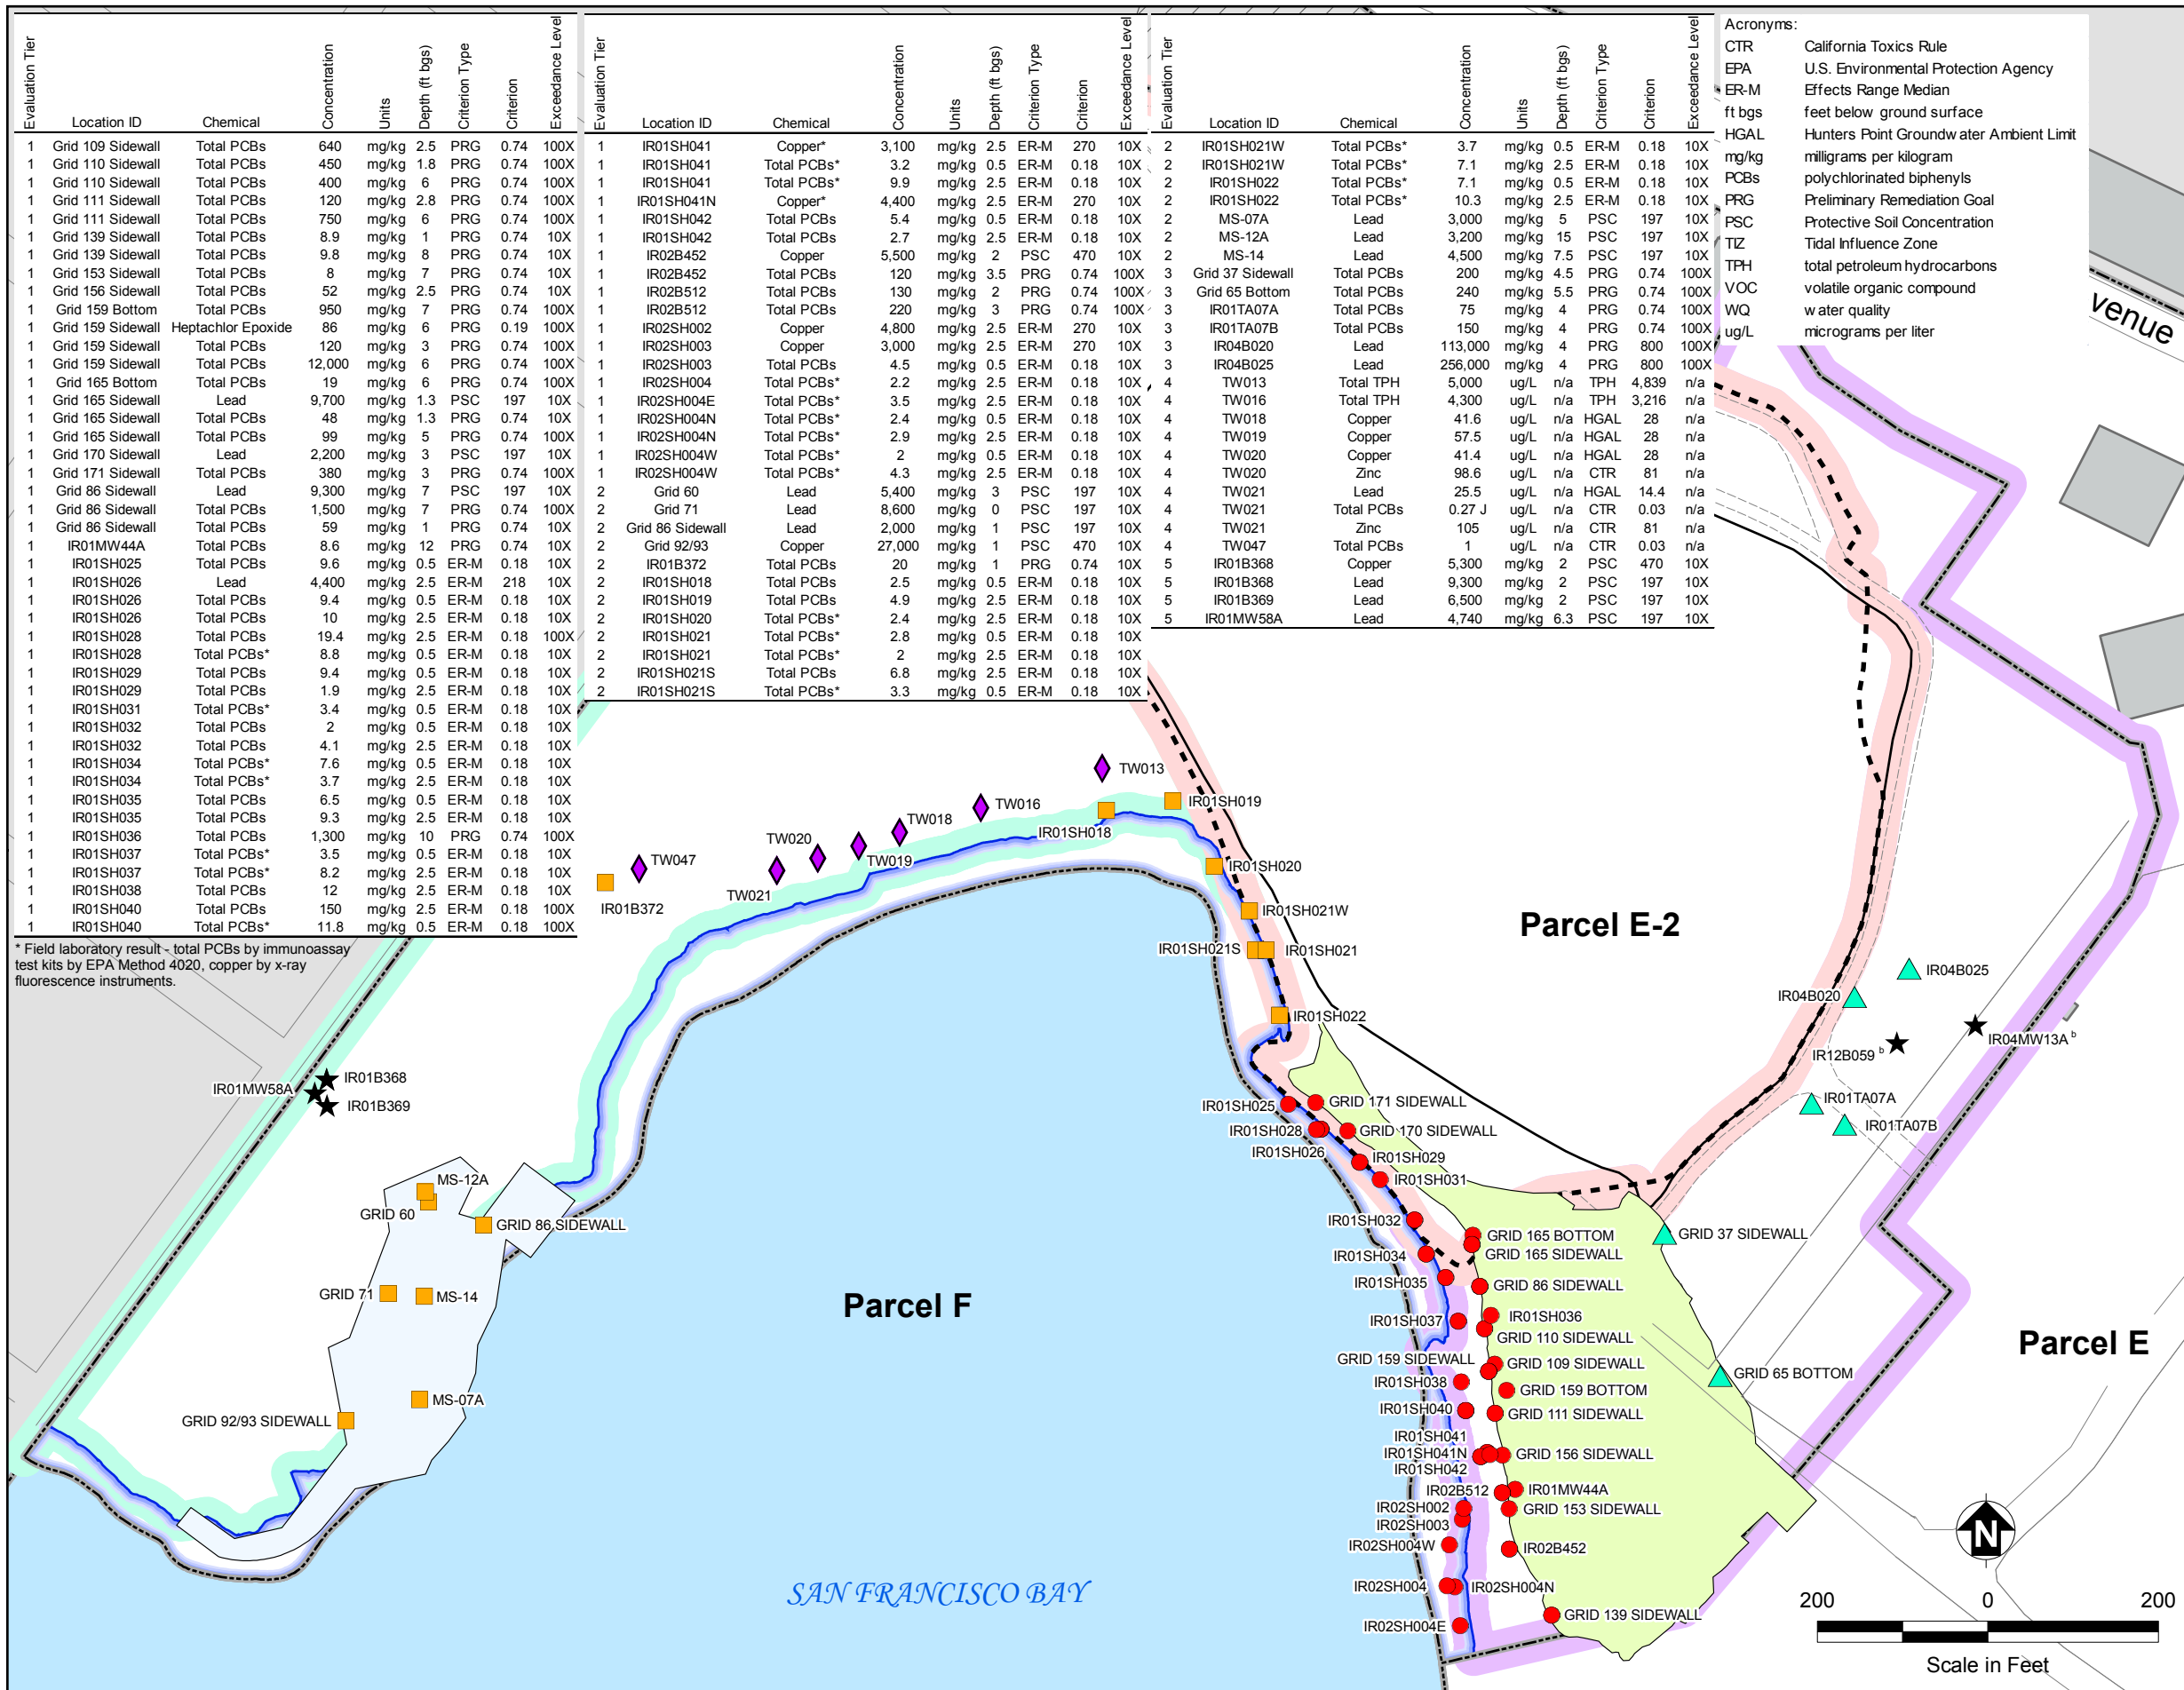 Evaluation Tier Location ID Chemical Concentration Units Depth (ft bgs) Criterion Type Criterion Exceedance Level
1 Grid 109 Sidewall Total PCBs 640 mg/kg 2.5 PRG 0.74 100X
1 Grid 110 Sidewall Total PCBs 450 mg/kg 1.8 PRG 0.74 100X
1 Grid 110 Sidewall Total PCBs 400 mg/kg 6 PRG 0.74 100X
1 Grid 111 Sidewall Total PCBs 120 mg/kg 2.8 PRG 0.74 100X
1 Grid 111 Sidewall Total PCBs 750 mg/kg 6 PRG 0.74 100X
1 Grid 139 Sidewall Total PCBs 8.9 mg/kg 1 PRG 0.74 10X
1 Grid 139 Sidewall Total PCBs 9.8 mg/kg 8 PRG 0.74 10X
1 Grid 153 Sidewall Total PCBs 8 mg/kg 7 PRG 0.74 10X
1 Grid 156 Sidewall Total PCBs 52 mg/kg 2.5 PRG 0.74 10X
1 Grid 159 Bottom Total PCBs 950 mg/kg 7 PRG 0.74 100X
1 Grid 159 Sidewall Heptachlor Epoxide 86 mg/kg 6 PRG 0.19 100X
1 Grid 159 Sidewall Total PCBs 120 mg/kg 3 PRG 0.74 100X
1 Grid 159 Sidewall Total PCBs 12,000 mg/kg 6 PRG 0.74 100X
1 Grid 165 Bottom Total PCBs 19 mg/kg 6 PRG 0.74 100X
1 Grid 165 Sidewall Lead 9,700 mg/kg 1.3 PSC 197 10X
1 Grid 165 Sidewall Total PCBs 48 mg/kg 1.3 PRG 0.74 10X
1 Grid 165 Sidewall Total PCBs 99 mg/kg 5 PRG 0.74 100X
1 Grid 170 Sidewall Lead 2,200 mg/kg 3 PSC 197 10X
1 Grid 171 Sidewall Total PCBs 380 mg/kg 3 PRG 0.74 100X
1 Grid 86 Sidewall Lead 9,300 mg/kg 7 PSC 197 10X
1 Grid 86 Sidewall Total PCBs 1,500 mg/kg 7 PRG 0.74 100X
1 Grid 86 Sidewall Total PCBs 59 mg/kg 1 PRG 0.74 10X
1 IR01MW44A Total PCBs 8.6 mg/kg 12 PRG 0.74 10X
1 IR01SH025 Total PCBs 9.6 mg/kg 0.5 ER-M 0.18 10X
1 IR01SH026 Lead 4,400 mg/kg 2.5 ER-M 218 10X
1 IR01SH026 Total PCBs 9.4 mg/kg 0.5 ER-M 0.18 10X
1 IR01SH026 Total PCBs 10 mg/kg 2.5 ER-M 0.18 10X
1 IR01SH028 Total PCBs 19.4 mg/kg 2.5 ER-M 0.18 100X
1 IR01SH028 Total PCBs* 8.8 mg/kg 0.5 ER-M 0.18 10X
1 IR01SH029 Total PCBs 9.4 mg/kg 0.5 ER-M 0.18 10X
1 IR01SH029 Total PCBs 1.9 mg/kg 2.5 ER-M 0.18 10X
1 IR01SH031 Total PCBs* 3.4 mg/kg 0.5 ER-M 0.18 10X
1 IR01SH032 Total PCBs 2 mg/kg 0.5 ER-M 0.18 10X
1 IR01SH032 Total PCBs 4.1 mg/kg 2.5 ER-M 0.18 10X
1 IR01SH034 Total PCBs* 7.6 mg/kg 0.5 ER-M 0.18 10X
1 IR01SH034 Total PCBs* 3.7 mg/kg 2.5 ER-M 0.18 10X
1 IR01SH035 Total PCBs 6.5 mg/kg 0.5 ER-M 0.18 10X
1 IR01SH035 Total PCBs 9.3 mg/kg 2.5 ER-M 0.18 10X
1 IR01SH036 Total PCBs 1,300 mg/kg 10 PRG 0.74 100X
1 IR01SH037 Total PCBs* 3.5 mg/kg 0.5 ER-M 0.18 10X
1 IR01SH037 Total PCBs* 8.2 mg/kg 2.5 ER-M 0.18 10X
1 IR01SH038 Total PCBs 12 mg/kg 2.5 ER-M 0.18 10X
1 IR01SH040 Total PCBs 150 mg/kg 2.5 ER-M 0.18 100X
1 IR01SH040 Total PCBs* 11.8 mg/kg 0.5 ER-M 0.18 100X
* Field laboratory result - total PCBs by immunoassay
test kits by EPA Method 4020, copper by x-ray
fluorescence instruments.
Evaluation Tier Location ID Chemical Concentration Units Depth (ft bgs) Criterion Type Criterion Exceedance Level
1 IR01SH041 Copper* 3,100 mg/kg 2.5 ER-M 270 10X
1 IR01SH041 Total PCBs* 3.2 mg/kg 0.5 ER-M 0.18 10X
1 IR01SH041 Total PCBs* 9.9 mg/kg 2.5 ER-M 0.18 10X
1 IR01SH041N Copper* 4,400 mg/kg 2.5 ER-M 270 10X
1 IR01SH042 Total PCBs 5.4 mg/kg 0.5 ER-M 0.18 10X
1 IR01SH042 Total PCBs 2.7 mg/kg 2.5 ER-M 0.18 10X
1 IR02B452 Copper 5,500 mg/kg 2 PSC 470 10X
1 IR02B452 Total PCBs 120 mg/kg 3.5 PRG 0.74 100X
1 IR02B512 Total PCBs 130 mg/kg 2 PRG 0.74 100X
1 IR02B512 Total PCBs 220 mg/kg 3 PRG 0.74 100X
1 IR02SH002 Copper 4,800 mg/kg 2.5 ER-M 270 10X
1 IR02SH003 Copper 3,000 mg/kg 2.5 ER-M 270 10X
1 IR02SH003 Total PCBs 4.5 mg/kg 0.5 ER-M 0.18 10X
1 IR02SH004 Total PCBs* 2.2 mg/kg 2.5 ER-M 0.18 10X
1 IR02SH004E Total PCBs* 3.5 mg/kg 2.5 ER-M 0.18 10X
1 IR02SH004N Total PCBs* 2.4 mg/kg 0.5 ER-M 0.18 10X
1 IR02SH004N Total PCBs* 2.9 mg/kg 2.5 ER-M 0.18 10X
1 IR02SH004W Total PCBs* 2 mg/kg 0.5 ER-M 0.18 10X
1 IR02SH004W Total PCBs* 4.3 mg/kg 2.5 ER-M 0.18 10X
2 Grid 60 Lead 5,400 mg/kg 3 PSC 197 10X
2 Grid 71 Lead 8,600 mg/kg 0 PSC 197 10X
2 Grid 86 Sidewall Lead 2,000 mg/kg 1 PSC 197 10X
2 Grid 92/93 Copper 27,000 mg/kg 1 PSC 470 10X
2 IR01B372 Total PCBs 20 mg/kg 1 PRG 0.74 10X
2 IR01SH018 Total PCBs 2.5 mg/kg 0.5 ER-M 0.18 10X
2 IR01SH019 Total PCBs 4.9 mg/kg 2.5 ER-M 0.18 10X
2 IR01SH020 Total PCBs* 2.4 mg/kg 2.5 ER-M 0.18 10X
2 IR01SH021 Total PCBs* 2.8 mg/kg 0.5 ER-M 0.18 10X
2 IR01SH021 Total PCBs* 2 mg/kg 2.5 ER-M 0.18 10X
2 IR01SH021S Total PCBs 6.8 mg/kg 2.5 ER-M 0.18 10X
2 IR01SH021S Total PCBs* 3.3 mg/kg 0.5 ER-M 0.18 10X
Evaluation Tier Location ID Chemical Concentration Units Depth (ft bgs) Criterion Type Criterion Exceedance Level
2 IR01SH021W Total PCBs* 3.7 mg/kg 0.5 ER-M 0.18 10X
2 IR01SH021W Total PCBs* 7.1 mg/kg 2.5 ER-M 0.18 10X
2 IR01SH022 Total PCBs* 7.1 mg/kg 0.5 ER-M 0.18 10X
2 IR01SH022 Total PCBs* 10.3 mg/kg 2.5 ER-M 0.18 10X
2 MS-07A Lead 3,000 mg/kg 5 PSC 197 10X
2 MS-12A Lead 3,200 mg/kg 15 PSC 197 10X
2 MS-14 Lead 4,500 mg/kg 7.5 PSC 197 10X
3 Grid 37 Sidewall Total PCBs 200 mg/kg 4.5 PRG 0.74 100X
3 Grid 65 Bottom Total PCBs 240 mg/kg 5.5 PRG 0.74 100X
3 IR01TA07A Total PCBs 75 mg/kg 4 PRG 0.74 100X
3 IR01TA07B Total PCBs 150 mg/kg 4 PRG 0.74 100X
3 IR04B020 Lead 113,000 mg/kg 4 PRG 800 100X
3 IR04B025 Lead 256,000 mg/kg 4 PRG 800 100X
4 TW013 Total TPH 5,000 ug/L n/a TPH 4,839 n/a
4 TW016 Total TPH 4,300 ug/L n/a TPH 3,216 n/a
4 TW018 Copper 41.6 ug/L n/a HGAL 28 n/a
4 TW019 Copper 57.5 ug/L n/a HGAL 28 n/a
4 TW020 Copper 41.4 ug/L n/a HGAL 28 n/a
4 TW020 Zinc 98.6 ug/L n/a CTR 81 n/a
4 TW021 Lead 25.5 ug/L n/a HGAL 14.4 n/a
4 TW021 Total PCBs 0.27 J ug/L n/a CTR 0.03 n/a
4 TW021 Zinc 105 ug/L n/a CTR 81 n/a
4 TW047 Total PCBs 1 ug/L n/a CTR 0.03 n/a
5 IR01B368 Copper 5,300 mg/kg 2 PSC 470 10X
5 IR01B368 Lead 9,300 mg/kg 2 PSC 197 10X
5 IR01B369 Lead 6,500 mg/kg 2 PSC 197 10X
5 IR01MW58A Lead 4,740 mg/kg 6.3 PSC 197 10X
Acronyms:
CTR California Toxics Rule
EPA U.S. Environmental Protection Agency
ER-M Effects Range Median
ft bgs feet below ground surface
HGAL Hunters Point Groundwater Ambient Limit
mg/kg milligrams per kilogram
PCBs polychlorinated biphenyls
PRG Preliminary Remediation Goal
PSC Protective Soil Concentration
TIZ Tidal Influence Zone
TPH total petroleum hydrocarbons
VOC volatile organic compound
WQ water quality
ug/L micrograms per liter
venue
TW013
TW016
IR01SH019
TW018
IR01SH018
TW020
TW047
TW019
IR01SH020
TW021
IR01B372
IR01SH021W
Parcel E-2
IR01SH021S
IR01SH021
IR04B025
IR04B020
IR01SH022
IR04MW13A b
IR12B059 b
IR01B368
IR01MW58A
IR01B369
IR01TA07A
IR01TA07B
IR01SH025
GRID 171 SIDEWALL
IR01SH028
GRID 170 SIDEWALL
IR01SH026
IR01SH029
IR01SH031
MS-12A
GRID 60
GRID 86 SIDEWALL
IR01SH032
GRID 165 BOTTOM
GRID 37 SIDEWALL
IR01SH034
GRID 165 SIDEWALL
IR01SH035
GRID 86 SIDEWALL
GRID 71
MS-14
Parcel F
IR01SH037
IR01SH036
GRID 110 SIDEWALL
Parcel E
GRID 159 SIDEWALL
GRID 109 SIDEWALL
GRID 65 BOTTOM
IR01SH038
GRID 159 BOTTOM
MS-07A
GRID 92/93 SIDEWALL
IR01SH040
GRID 111 SIDEWALL
IR01SH041
IR01SH041N
GRID 156 SIDEWALL
IR01SH042
IR02B512
IR01MW44A
IR02SH002
GRID 153 SIDEWALL
IR02SH003
IR02SH004W
IR02B452
N
IR02SH004
IR02SH004N
SAN FRANCISCO BAY
GRID 139 SIDEWALL
IR02SH004E
200 0 200
Scale in Feet